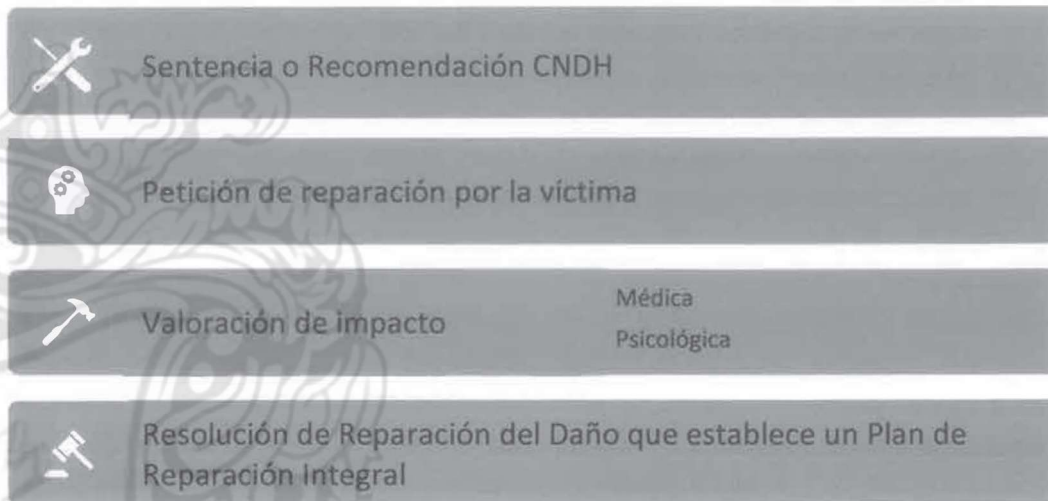 Sentencia o Recomendación CNDH
Petición de reparación por la víctima
Valoración de impacto
Médica
Psicológica
Resolución de Reparación del Daño que establece un Plan de
Reparación Integral